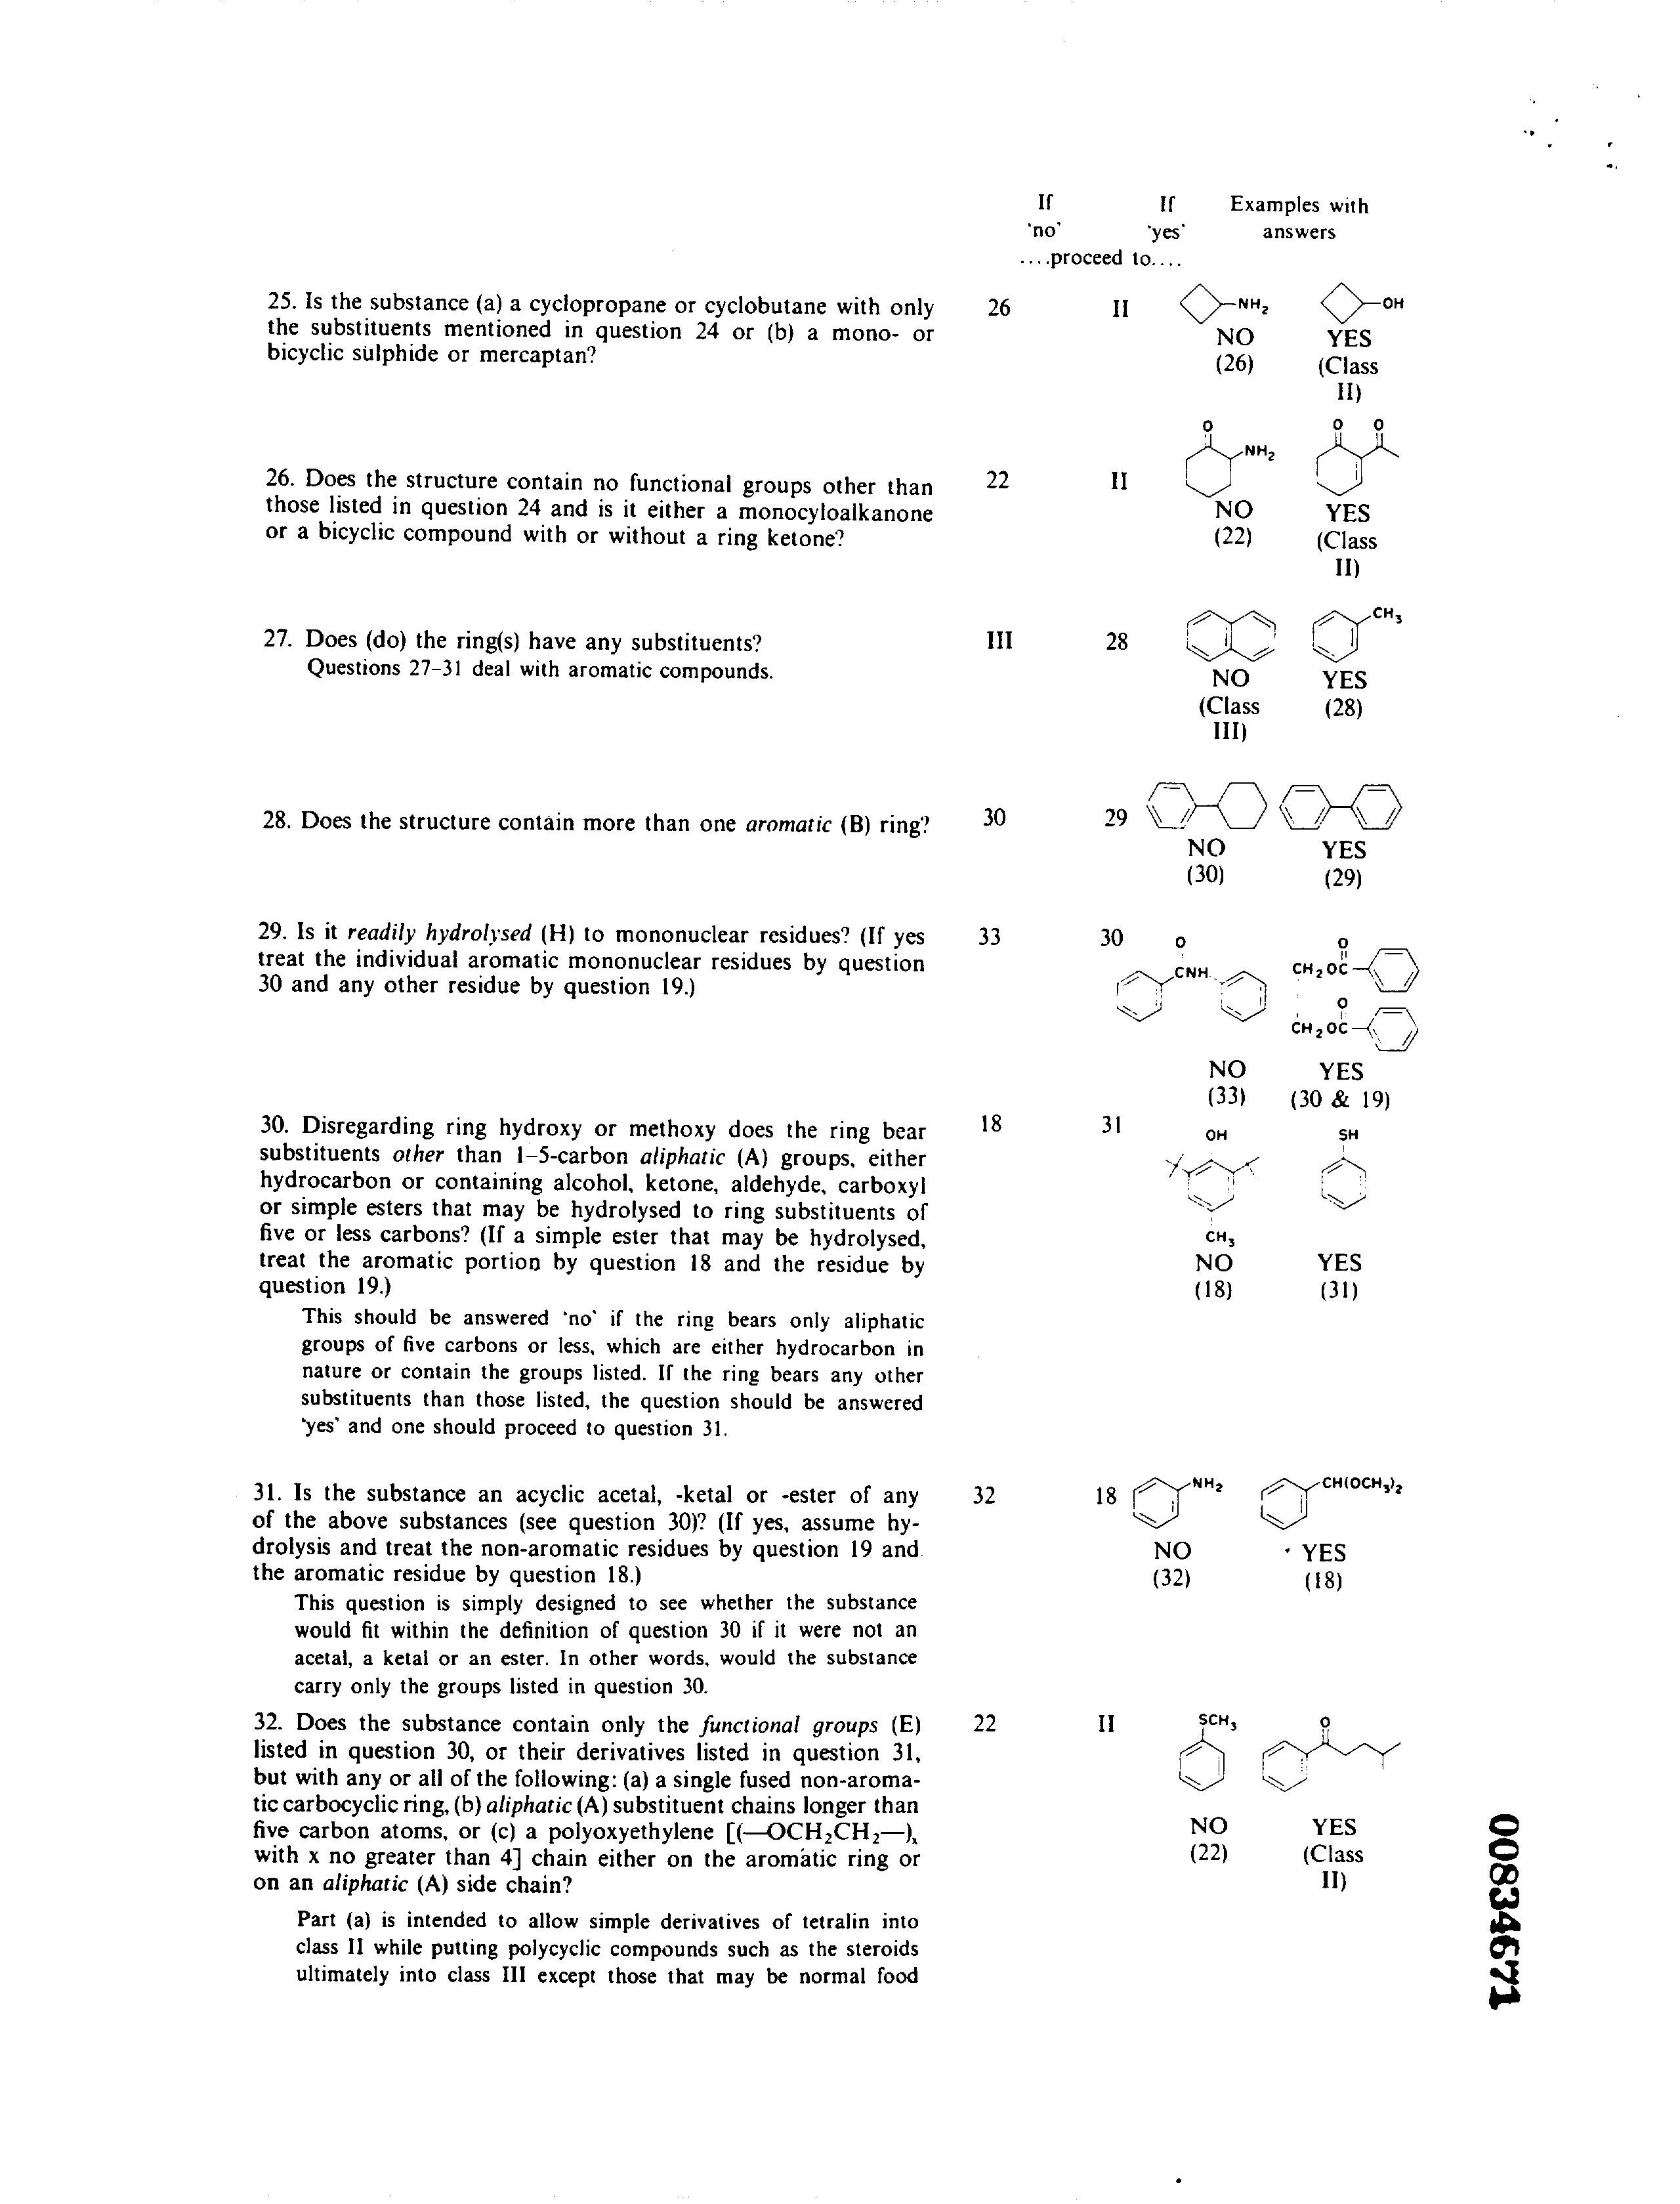 If If Examples with
'no' 'yes' answers
....proceed to....
25. Is the substance (a) a cyclopropane or cyclobutane with only 26 II NH2 OH
the substituents mentioned in question 24 or (b) a mono- or NO YES
bicyclic sulphide or mercaptan? (26) (Class
II)
O O O
NH2
26. Does the structure contain no functional groups other than 22 II
those listed in question 24 and is it either a monocyloalkanone NO YES
or a bicyclic compound with or without a ring ketone? (22) (Class
II)
CH3
27. Does (do) the ring(s) have any substituents? III 28
Questions 27–31 deal with aromatic compounds. NO YES
(Class (28)
III)
28. Does the structure contain more than one aromatic (B) ring? 30 29
NO YES
(30) (29)
29. Is it readily hydrolysed (H) to mononuclear residues? (If yes 33 30 O O
treat the individual aromatic mononuclear residues by question CNH CH2OC
30 and any other residue by question 19.) O
CH2OC
NO YES
(33) (30 & 19)
30. Disregarding ring hydroxy or methoxy does the ring bear 18 31 OH SH
substituents other than 1–5-carbon aliphatic (A) groups, either
hydrocarbon or containing alcohol, ketone, aldehyde, carboxyl
or simple esters that may be hydrolysed to ring substituents of
five or less carbons? (If a simple ester that may be hydrolysed, CH3
treat the aromatic portion by question 18 and the residue by NO YES
question 19.) (18) (31)
This should be answered 'no' if the ring bears only aliphatic
groups of five carbons or less, which are either hydrocarbon in
nature or contain the groups listed. If the ring bears any other
substituents than those listed, the question should be answered
'yes' and one should proceed to question 31.
31. Is the substance an acyclic acetal, -ketal or -ester of any 32 18 NH2 CH(OCH3)2
of the above substances (see question 30)? (If yes, assume hy-
drolysis and treat the non-aromatic residues by question 19 and NO YES
the aromatic residue by question 18.) (32) (18)
This question is simply designed to see whether the substance
would fit within the definition of question 30 if it were not an
acetal, a ketal or an ester. In other words, would the substance
carry only the groups listed in question 30.
32. Does the substance contain only the functional groups (E) 22 II SCH3 O
listed in question 30, or their derivatives listed in question 31,
but with any or all of the following: (a) a single fused non-aroma-
tic carbocyclic ring, (b) aliphatic (A) substituent chains longer than
five carbon atoms, or (c) a polyoxyethylene [(—OCH2CH2—)x NO YES
with x no greater than 4] chain either on the aromatic ring or (22) (Class
on an aliphatic (A) side chain? II)
Part (a) is intended to allow simple derivatives of tetralin into
class II while putting polycyclic compounds such as the steroids
ultimately into class III except those that may be normal food
00834671